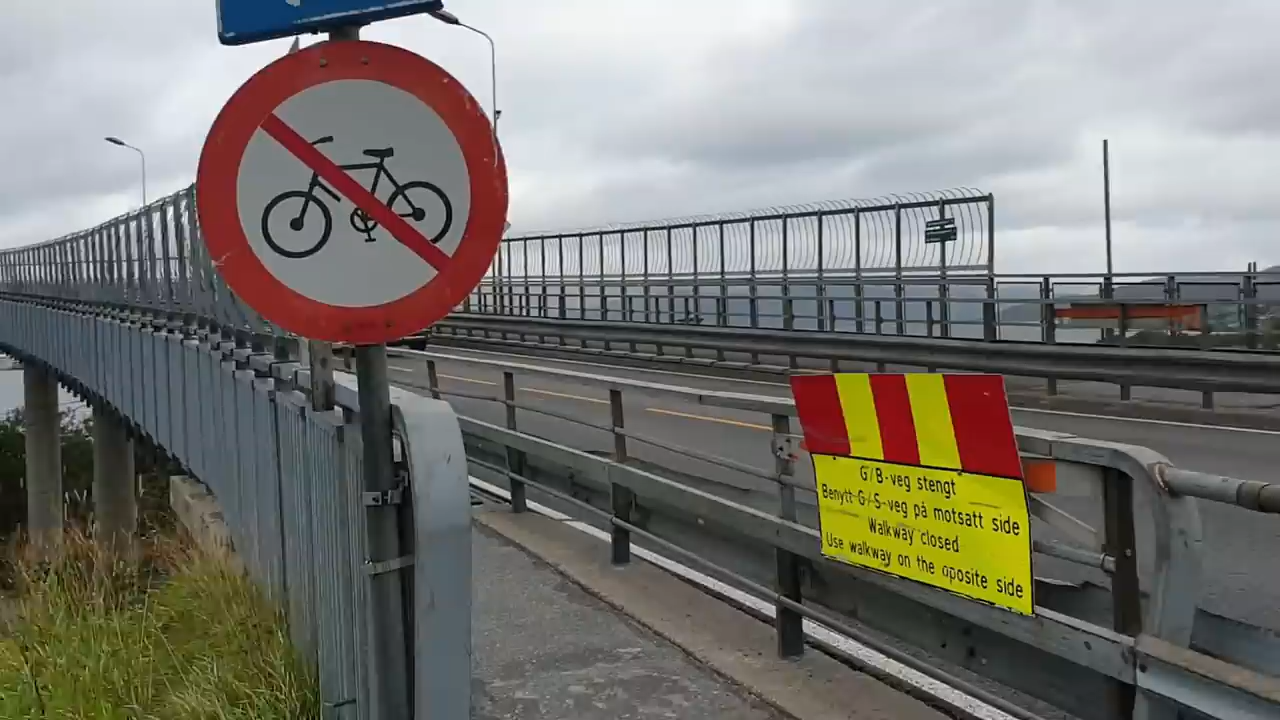 G/B-veg stengt
Benytt G/S-veg på motsatt side
Walkway closed
Use walkway on the oposite side